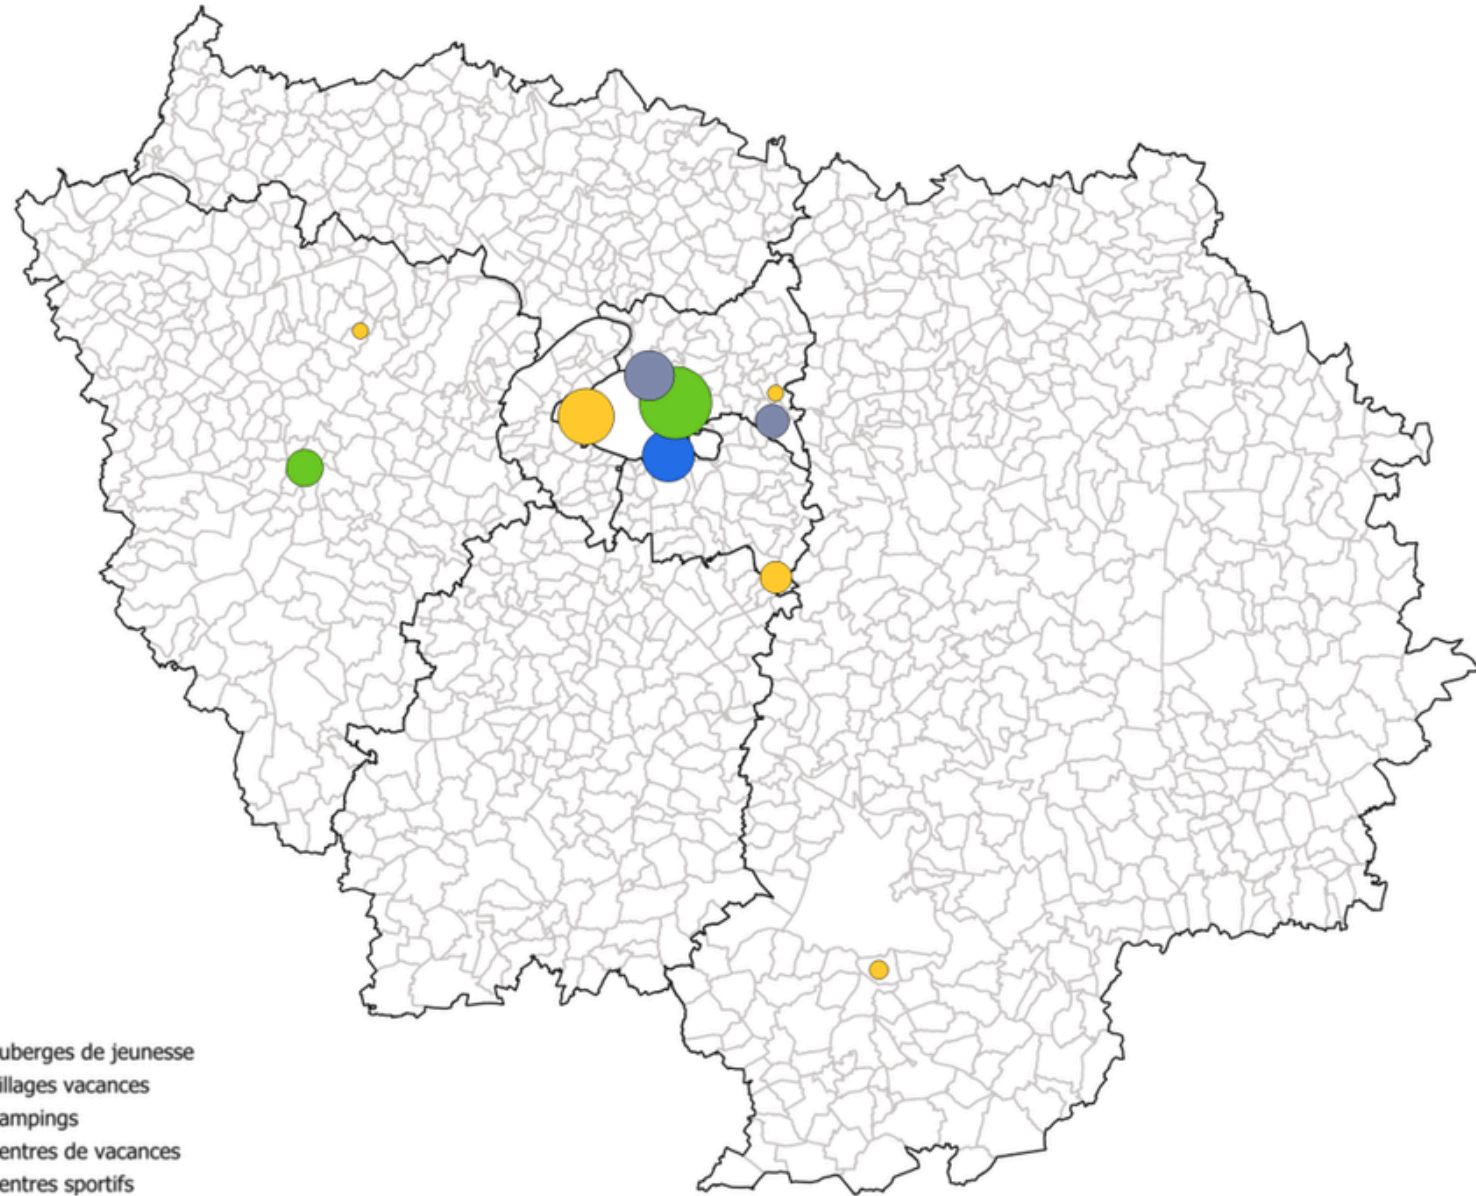 uberges de jeunesse
illages vacances
ampings
entres de vacances
entres sportifs